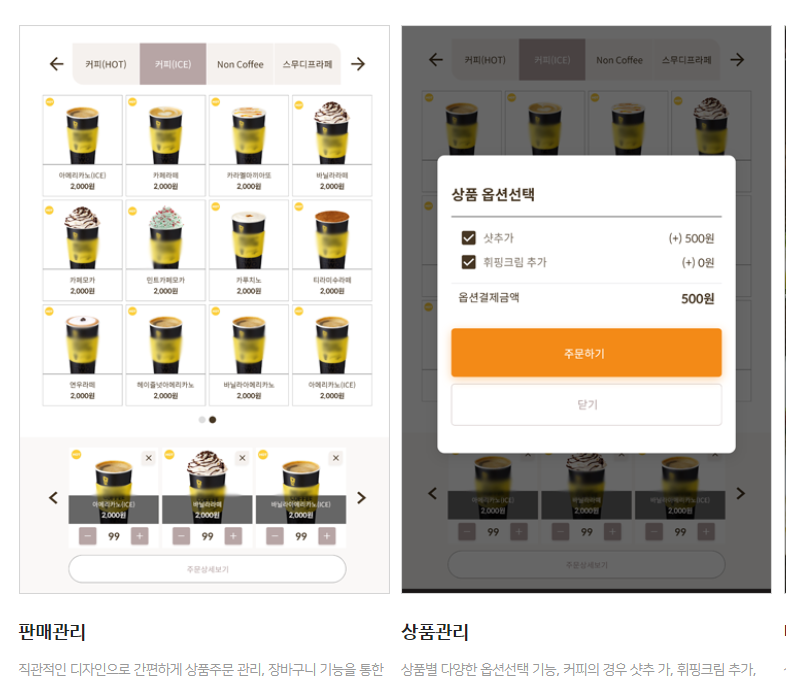 커피(HOT) 커피(ICE) Non Coffee 스무디프라페
아메리카노(ICE) 카페라떼 카라멜마끼아또 바닐라라떼
2,000원 2,000원 2,000원 2,000원
카페모카 민트카페모카 카푸치노 티라미수라떼
2,000원 2,000원 2,000원 2,000원
연우라떼 헤이즐넛아메리카노 바닐라아메리카노 아메리카노(ICE)
2,000원 2,000원 2,000원 2,000원
아메리카노(ICE) 바닐라라떼 바닐라아메리카노(ICE)
2,000원 2,000원 2,000원
99 99 99
주문상세보기
판매관리
직관적인 디자인으로 간편하게 상품주문 관리, 장바구니 기능을 통한
커피(HOT) 커피(ICE) Non Coffee 스무디프라페
상품 옵션선택
샷추가 (+) 500원
휘핑크림 추가 (+) 0원
옵션결제금액 500원
주문하기
닫기
아메리카노(ICE) 바닐라라떼 바닐라아메리카노(ICE)
2,000원 2,000원 2,000원
99 99 99
주문상세보기
상품관리
상품별 다양한 옵션선택 기능, 커피의 경우 샷추 가, 휘핑크림 추가,